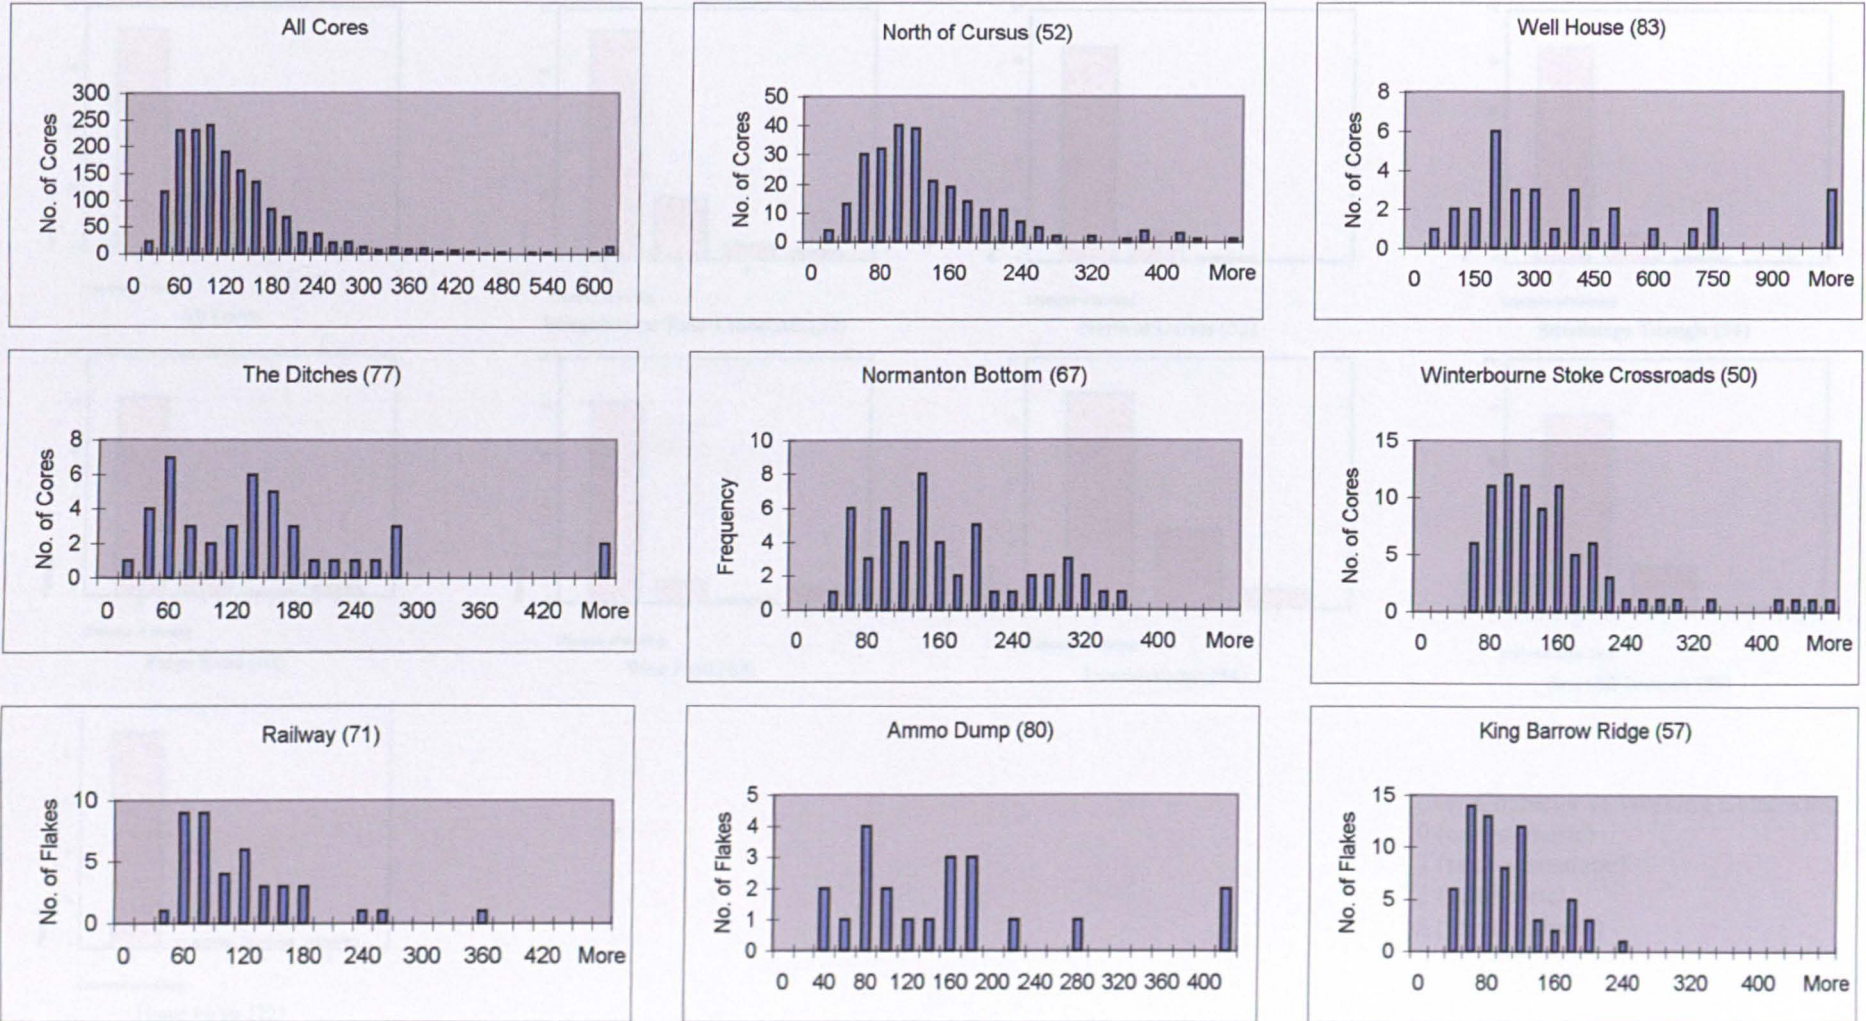 All Cores
No. of Cores
300
250
200
150
100
50
0
0 60 120 180 240 300 360 420 480 540 600
North of Cursus (52)
No. of Cores
50
40
30
20
10
0
0 80 160 240 320 400 More
Well House (83)
No. of Cores
8
6
4
2
0
0 150 300 450 600 750 900 More
The Ditches (77)
No. of Cores
8
6
4
2
0
0 60 120 180 240 300 360 420 More
Normanton Bottom (67)
Frequency
10
8
6
4
2
0
0 80 160 240 320 400 More
Winterbourne Stoke Crossroads (50)
No. of Cores
15
10
5
0
0 80 160 240 320 400 More
Railway (71)
No. of Flakes
10
5
0
0 60 120 180 240 300 360 420 More
Ammo Dump (80)
No. of Flakes
5
4
3
2
1
0
0 40 80 120 160 200 240 280 320 360 400
King Barrow Ridge (57)
No. of Flakes
15
10
5
0
0 80 160 240 320 400 More